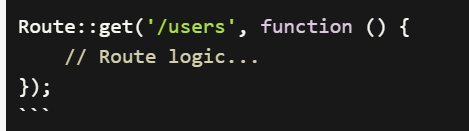 Route::get('/users', function () {
    // Route logic...
});
```